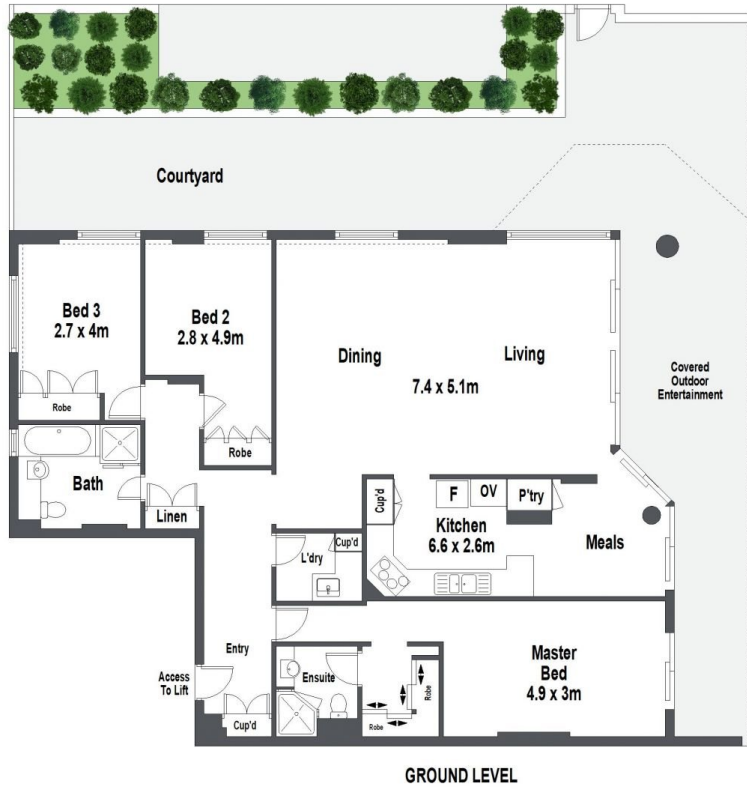 Courtyard
Bed 3
2.7 x 4m
Bed 2
2.8 x 4.9m
Dining
Living
7.4 x 5.1m
Covered
Outdoor
Entertainment
Robe
Robe
Bath
Linen
Cup'd
F
OV
P'try
Kitchen
6.6 x 2.6m
Meals
L'dry
Cup'd
Entry
Access
To Lift
Ensuite
Robe
Robe
Master
Bed
4.9 x 3m
Cup'd
GROUND LEVEL